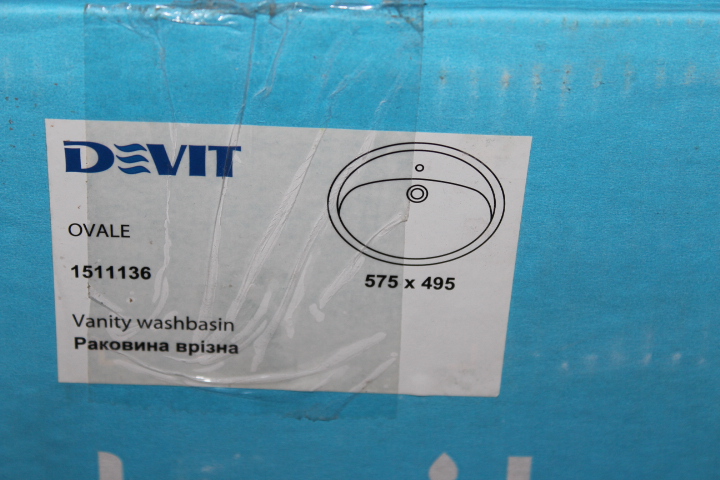 DEVIT
OVALE
1511136
575 x 495
Vanity washbasin
Раковина врізна